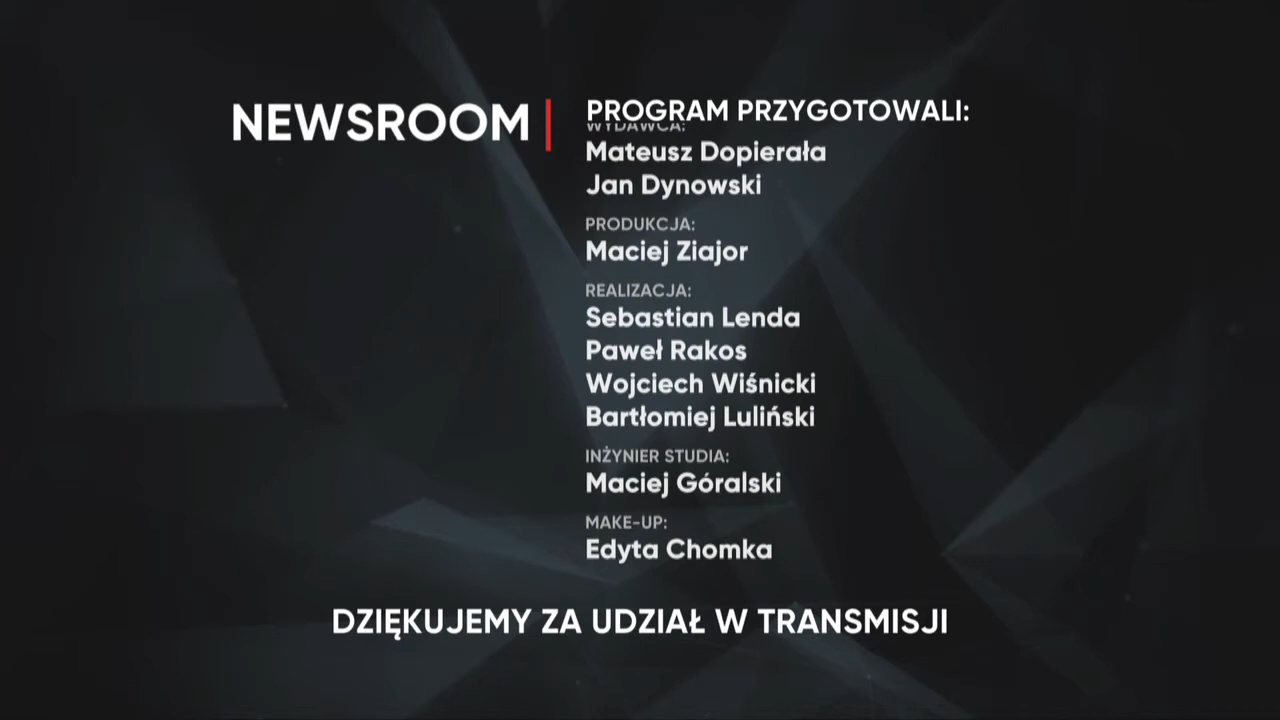 NEWSROOM
PROGRAM PRZYGOTOWALI:
WYDAWCA:
Mateusz Dopierała
Jan Dynowski
PRODUKCJA:
Maciej Ziajor
REALIZACJA:
Sebastian Lenda
Paweł Rakos
Wojciech Wiśnicki
Bartłomiej Luliński
INŻYNIER STUDIA:
Maciej Góralski
MAKE-UP:
Edyta Chomka
DZIĘKUJEMY ZA UDZIAŁ W TRANSMISJI